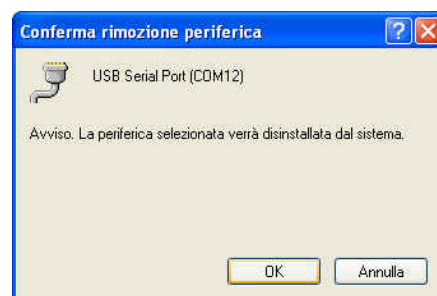 Conferma rimozione periferica
USB Serial Port (COM12)
Avviso. La periferica selezionata verrà disinstallata dal sistema.
OK
Annulla